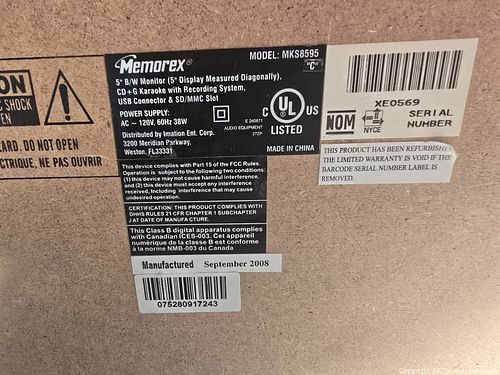 ON
C SHOCK
EN
ARD. DO NOT OPEN
CTRIQUE, NE PAS OUVRIR
Memorex
MODEL: MKS8595
"C"
5" B/W Monitor (5" Display Measured Diagonally),
CD+G Karaoke with Recording System,
USB Connector & SD/MMC Slot
POWER SUPPLY:
AC ~ 120V, 60Hz 38W
Distributed by Imation Ent. Corp.
3200 Meridian Parkway,
Weston, FL33331
E 240871
AUDIO EQUIPMENT
272F
C UL US
LISTED
MADE IN CHINA
This device complies with Part 15 of the FCC Rules.
Operation is subject to the following two conditions:
(1) this device may not cause harmful interference,
and (2) this device must accept any interference
received, including interference that may cause
undesired operation.
CERTIFICATION: THIS PRODUCT COMPLIES WITH
DHHS RULES 21 CFR CHAPTER 1 SUBCHAPTER
J AT DATE OF MANUFACTURE.
This Class B digital apparatus complies
with Canadian ICES-003. Cet appareil
numérique de la classe B est conforme
à la norme NMB-003 du Canada
Manufactured September 2008
075280917243
XE0569
NOM
NYCE
SERIAL
NUMBER
THIS PRODUCT HAS BEEN REFURBISHE
THE LIMITED WARRANTY IS VOID IF THE
BARCODE SERIAL NUMBER LABEL IS
REMOVED.